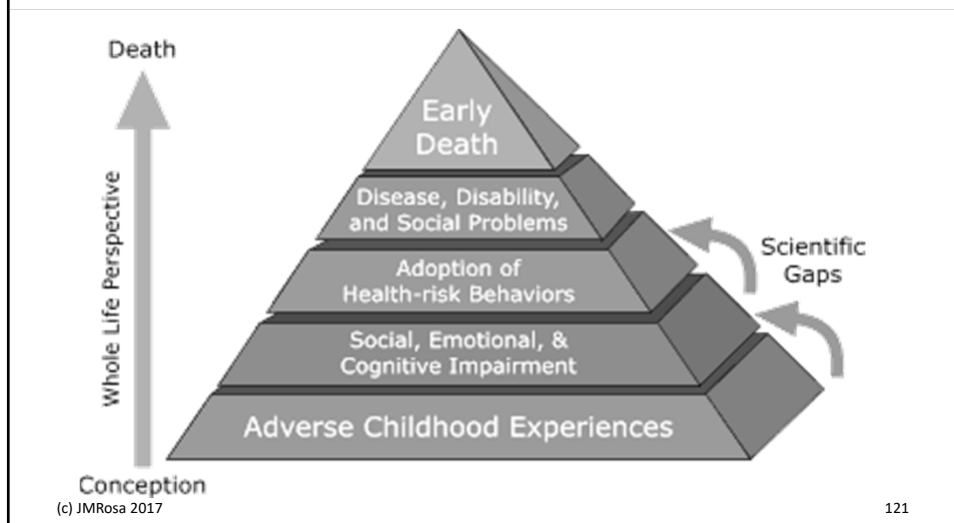 Death
Whole Life Perspective
Conception
Early
Death
Disease, Disability,
and Social Problems
Adoption of
Health-risk Behaviors
Social, Emotional, &
Cognitive Impairment
Adverse Childhood Experiences
Scientific
Gaps
(c) JMRosa 2017
121